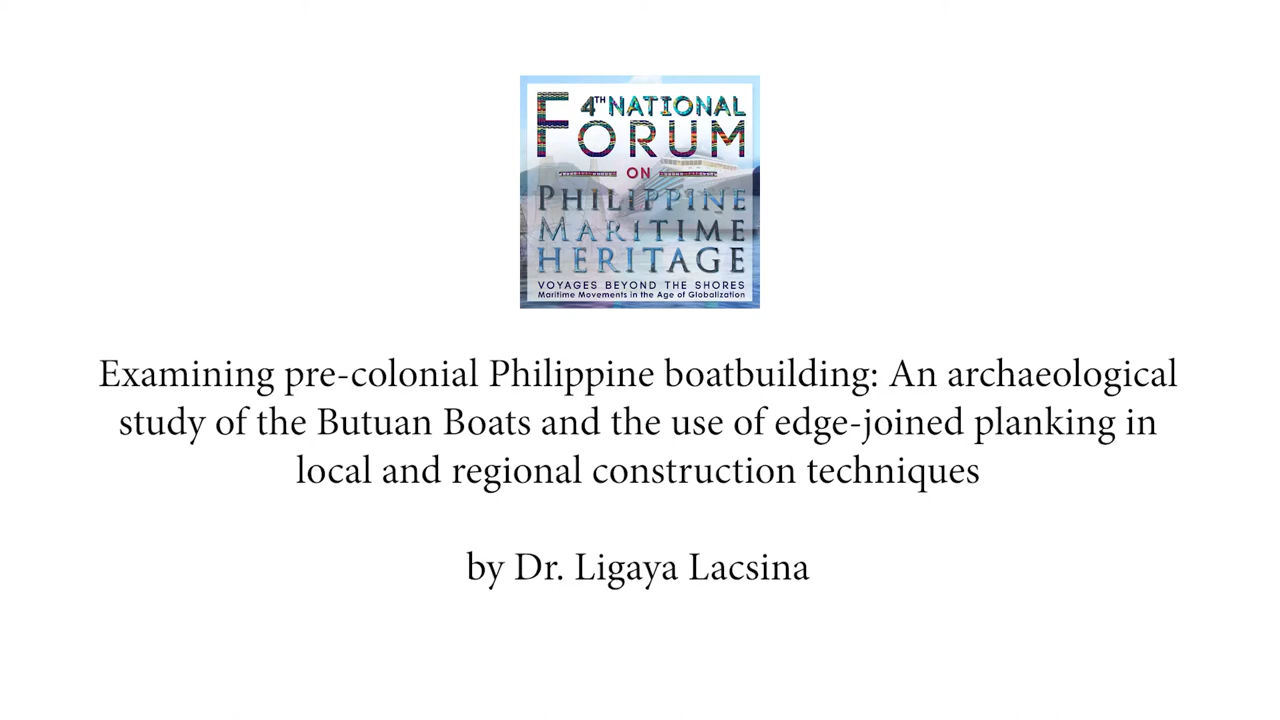 4TH NATIONAL
FORUM
ON
PHILIPPINE
MARITIME
HERITAGE
VOYAGES BEYOND THE SHORES
Maritime Movements in the Age of Globalization
Examining pre-colonial Philippine boatbuilding: An archaeological
study of the Butuan Boats and the use of edge-joined planking in
local and regional construction techniques
by Dr. Ligaya Lacsina